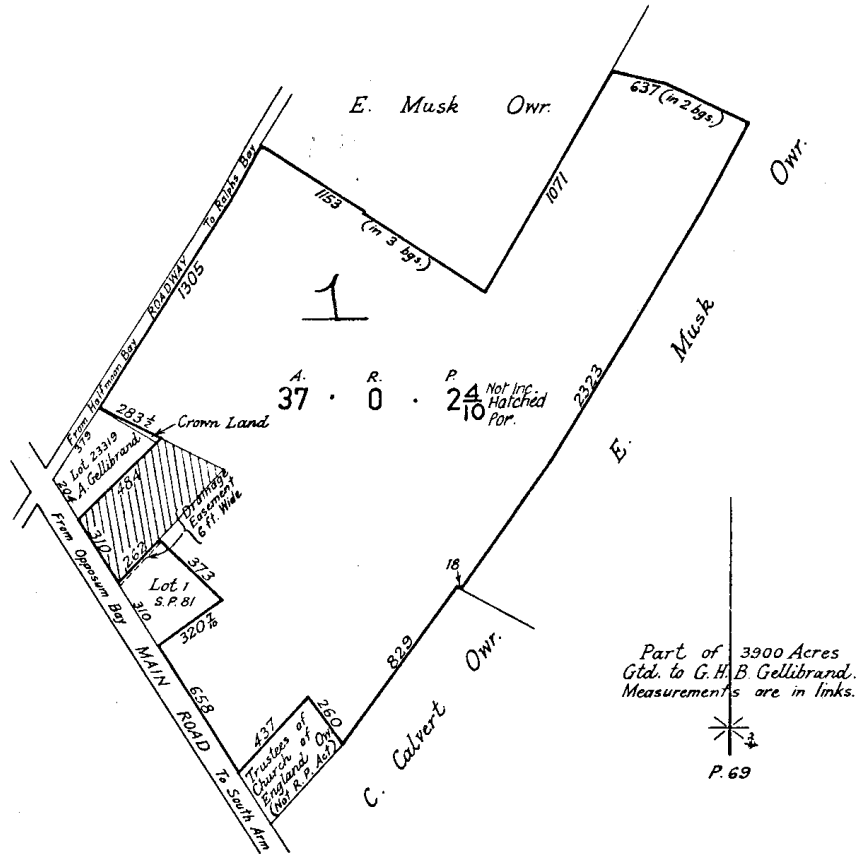 E. Musk Owr.
637 (in 2 bgs.)
Owr.
1153
(in 3 bgs.)
1071
From Halfmoon Bay ROADWAY To Ralphs Bay
1305
1
A. R. P.
37 . 0 . 2 4/10
Not Inc.
Hatched
Por.
Musk
2323
E.
283½
Crown Land
379
Lot 23319
A. Gellibrand
204
484
Drainage
Easement
6 ft. Wide
310
262
373
Lot 1
S.P. 81
310
320 7/10
18
829
C. Calvert Owr.
From Opposum Bay MAIN ROAD To South Arm
658
437
260
Trustees of
Church of
England Owr
(Not R.P. Act)
Part of 3900 Acres
Gtd. to G.H.B. Gellibrand.
Measurements are in links.
P. 69